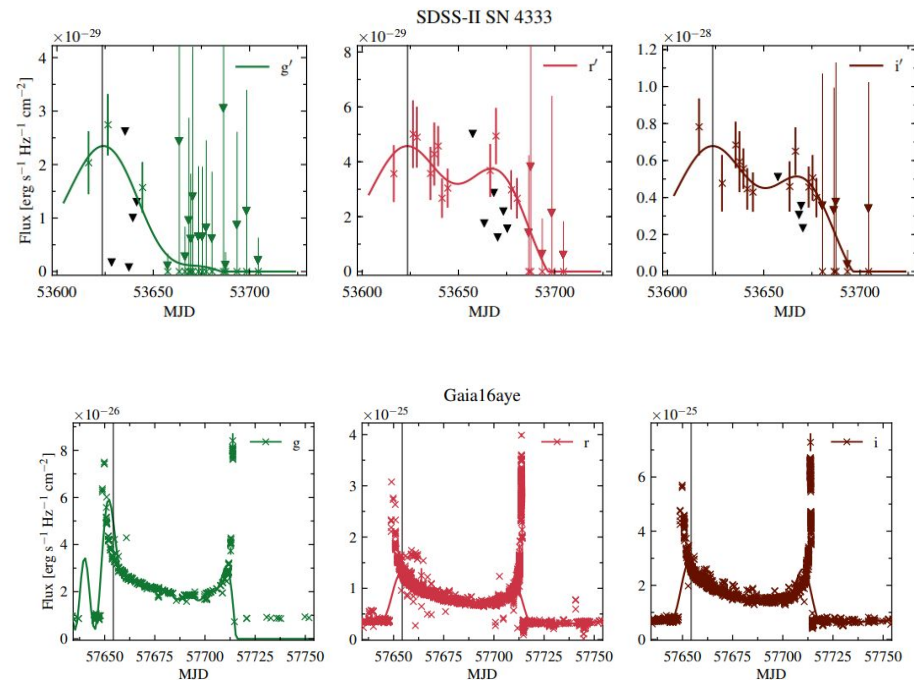 SDSS-II SN 4333
×10−29
×10−29
×10−28
Flux [erg s−1 Hz−1 cm−2]
4
3
2
1
0
g′
53600 53650 53700
MJD
8
6
4
2
0
r′
53600 53650 53700
MJD
1.2
1.0
0.8
0.6
0.4
0.2
0.0
i′
53600 53650 53700
MJD
Gaia16aye
×10−26
×10−25
×10−25
Flux [erg s−1 Hz−1 cm−2]
8
6
4
2
0
g
57650 57675 57700 57725 57750
MJD
4
3
2
1
0
r
57650 57675 57700 57725 57750
MJD
8
6
4
2
0
i
57650 57675 57700 57725 57750
MJD